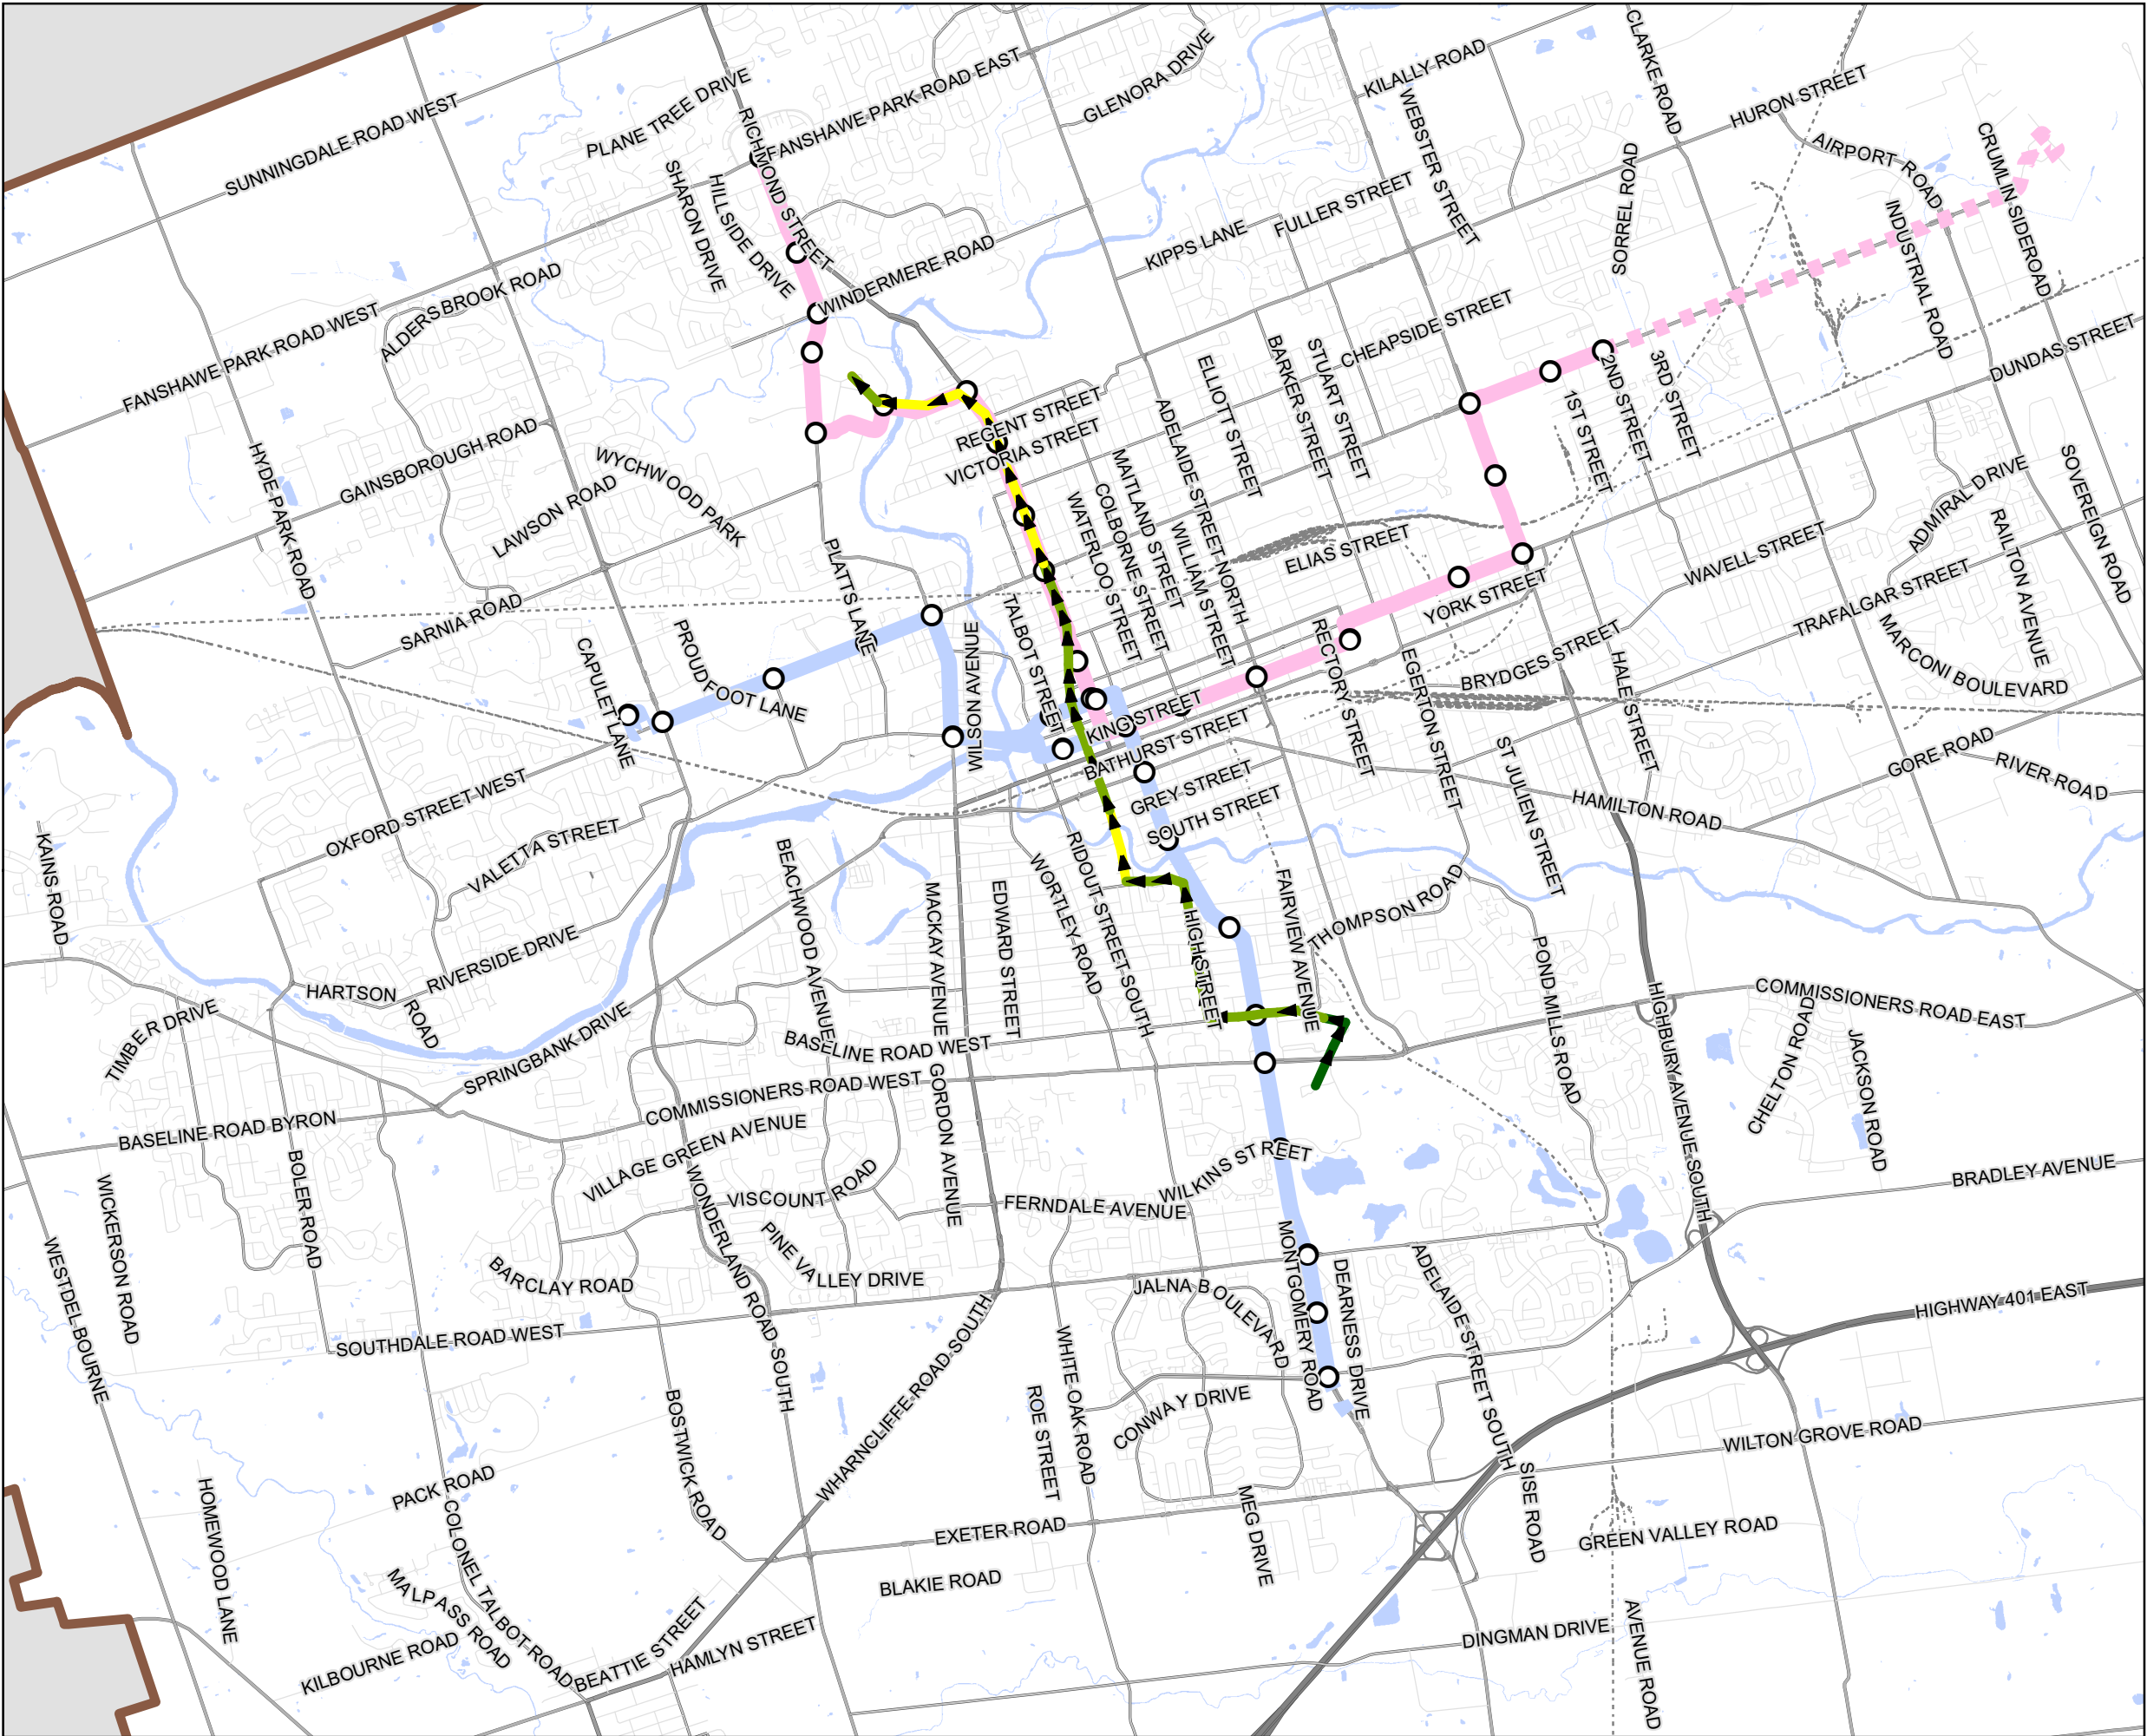 SUNNINGDALE ROAD WEST
PLANE TREE DRIVE
RICHMOND STREET
FANSHAWE PARK ROAD EAST
GLENORA DRIVE
KILALLY ROAD
WEBSTER STREET
CLARKE ROAD
HURON STREET
AIRPORT ROAD
CRUMLIN SIDEROAD
SHARON DRIVE
HILLSIDE DRIVE
WINDERMERE ROAD
KIPPS LANE
FULLER STREET
SORREL ROAD
INDUSTRIAL ROAD
FANSHAWE PARK ROAD WEST
ALDERSBROOK ROAD
CHEAPSIDE STREET
DUNDAS STREET
GAINSBOROUGH ROAD
HYDE PARK ROAD
LAWSON ROAD
WYCHWOOD PARK
REGENT STREET
VICTORIA STREET
ELLIOTT STREET
BARKER STREET
STUART STREET
1ST STREET
2ND STREET
3RD STREET
MAITLAND STREET
ADELAIDE STREET NORTH
COLBORNE STREET
WATERLOO STREET
WILLIAM STREET
ELIAS STREET
ADMIRAL DRIVE
RAILTON AVENUE
SOVEREIGN ROAD
WAVELL STREET
TRAFALGAR STREET
MARCONI BOULEVARD
SARNIA ROAD
PLATTS LANE
CAPULET LANE
PROUDFOOT LANE
WILSON AVENUE
TALBOT STREET
YORK STREET
RECTORY STREET
EGERTON STREET
BRYDGES STREET
HALE STREET
KING STREET
BATHURST STREET
GREY STREET
SOUTH STREET
HAMILTON ROAD
ST JULIEN STREET
GORE ROAD
RIVER ROAD
OXFORD STREET WEST
VALETTA STREET
KAINS ROAD
BEACHWOOD AVENUE
MACKAY AVENUE
EDWARD STREET
WORTLEY ROAD
RIDOUT STREET SOUTH
HIGH STREET
FAIRVIEW AVENUE
THOMPSON ROAD
POND MILLS ROAD
HIGHBURY AVENUE SOUTH
COMMISSIONERS ROAD EAST
CHELTON ROAD
JACKSON ROAD
RIVERSIDE DRIVE
HARTSON ROAD
TIMBER DRIVE
SPRINGBANK DRIVE
BASELINE ROAD WEST
COMMISSIONERS ROAD WEST
BASELINE ROAD BYRON
VILLAGE GREEN AVENUE
GORDON AVENUE
VISCOUNT ROAD
WILKINS STREET
FERNDALE AVENUE
BRADLEY AVENUE
WICKERSON ROAD
BOLER ROAD
WESTDEL BOURNE
WONDERLAND ROAD SOUTH
PINE VALLEY DRIVE
BARCLAY ROAD
JALNA BOULEVARD
MONTGOMERY ROAD
DEARNESS DRIVE
ADELAIDE STREET SOUTH
HIGHWAY 401 EAST
SOUTHDALE ROAD WEST
WHARNCLIFFE ROAD SOUTH
WHITE OAK ROAD
ROE STREET
CONWAY DRIVE
BOSTWICK ROAD
WILTON GROVE ROAD
PACK ROAD
HOMEWOOD LANE
COLONEL TALBOT ROAD
EXETER ROAD
MEG DRIVE
SISE ROAD
GREEN VALLEY ROAD
BLAKIE ROAD
MALPASS ROAD
KILBOURNE ROAD
BEATTIE STREET
HAMLYN STREET
DINGMAN DRIVE
AVENUE ROAD